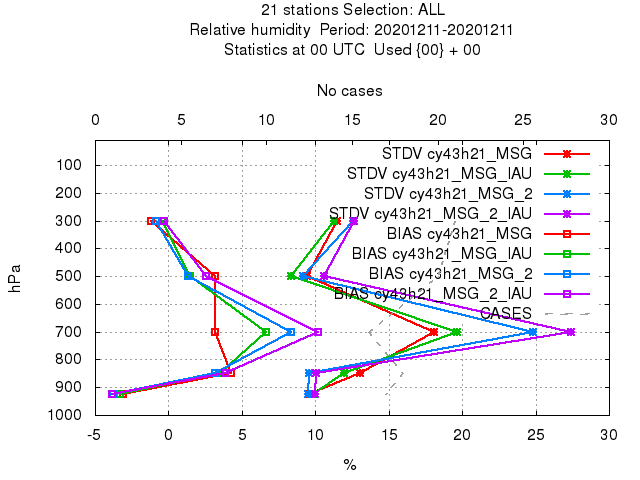 21 stations Selection: ALL
Relative humidity  Period: 20201211-20201211
Statistics at 00 UTC  Used {00} + 00
No cases
0 5 10 15 20 25 30
STDV cy43h21_MSG
STDV cy43h21_MSG_IAU
STDV cy43h21_MSG_2
STDV cy43h21_MSG_2_IAU
BIAS cy43h21_MSG
BIAS cy43h21_MSG_IAU
BIAS cy43h21_MSG_2
BIAS cy43h21_MSG_2_IAU
CASES
100
200
300
400
500
600
700
800
900
1000
hPa
-5 0 5 10 15 20 25 30
%